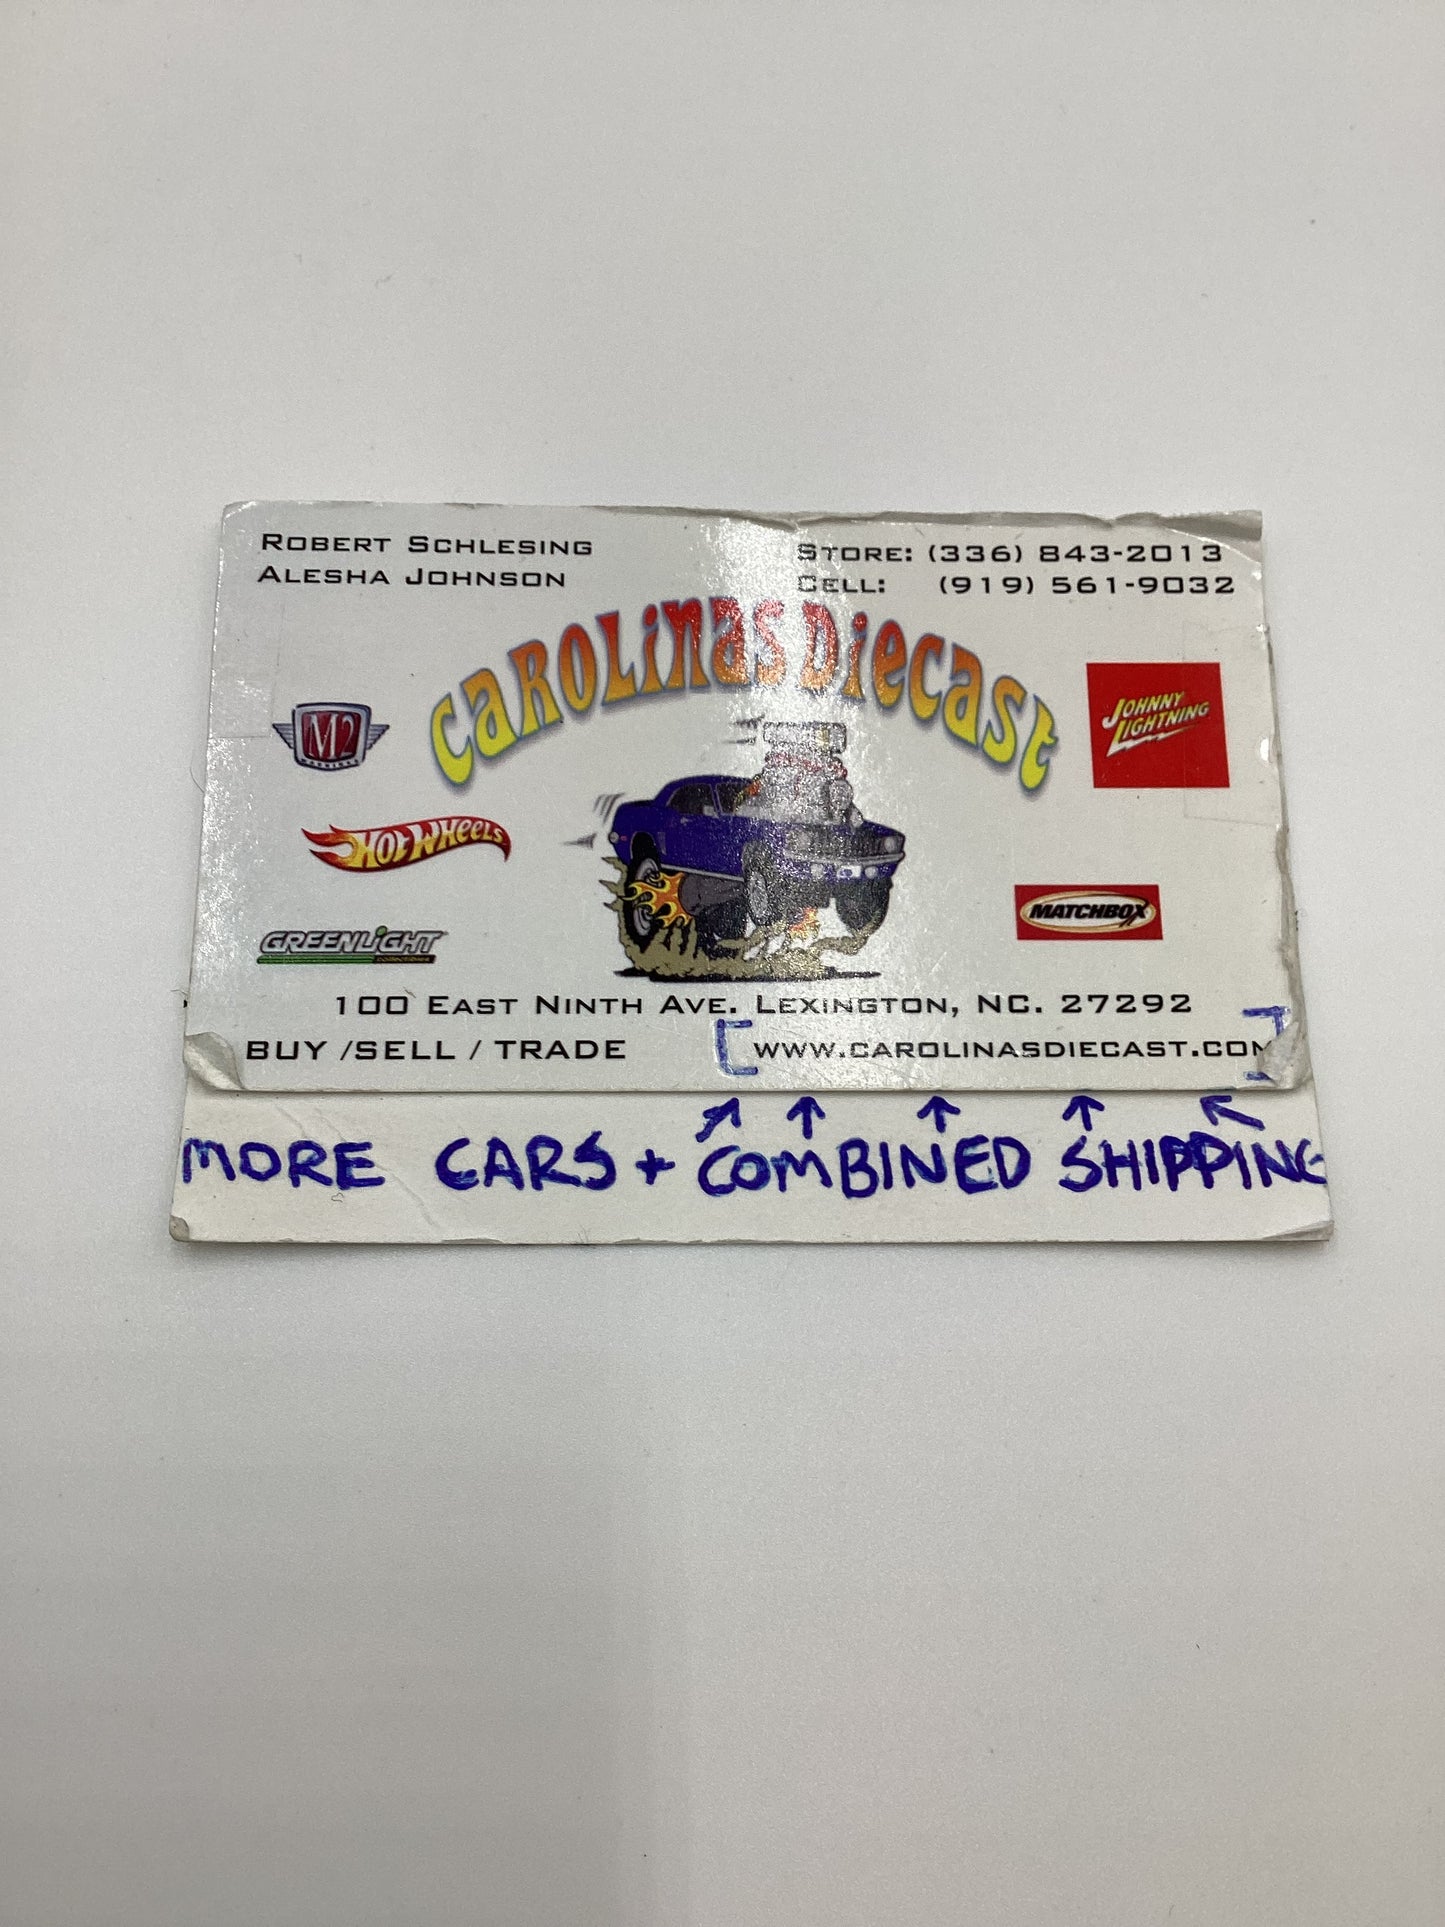 ROBERT SCHLESING
ALESHA JOHNSON
STORE: (336) 843-2013
CELL: (919) 561-9032
CAROLINAS DIECAST
M2
MACHINES
JOHNNY
LIGHTNING
HOT WHEELS
MATCHBOX
GREENLIGHT
COLLECTIBLES
100 EAST NINTH AVE. LEXINGTON, NC. 27292
BUY /SELL / TRADE [ WWW.CAROLINASDIECAST.COM ]
MORE CARS + COMBINED SHIPPING